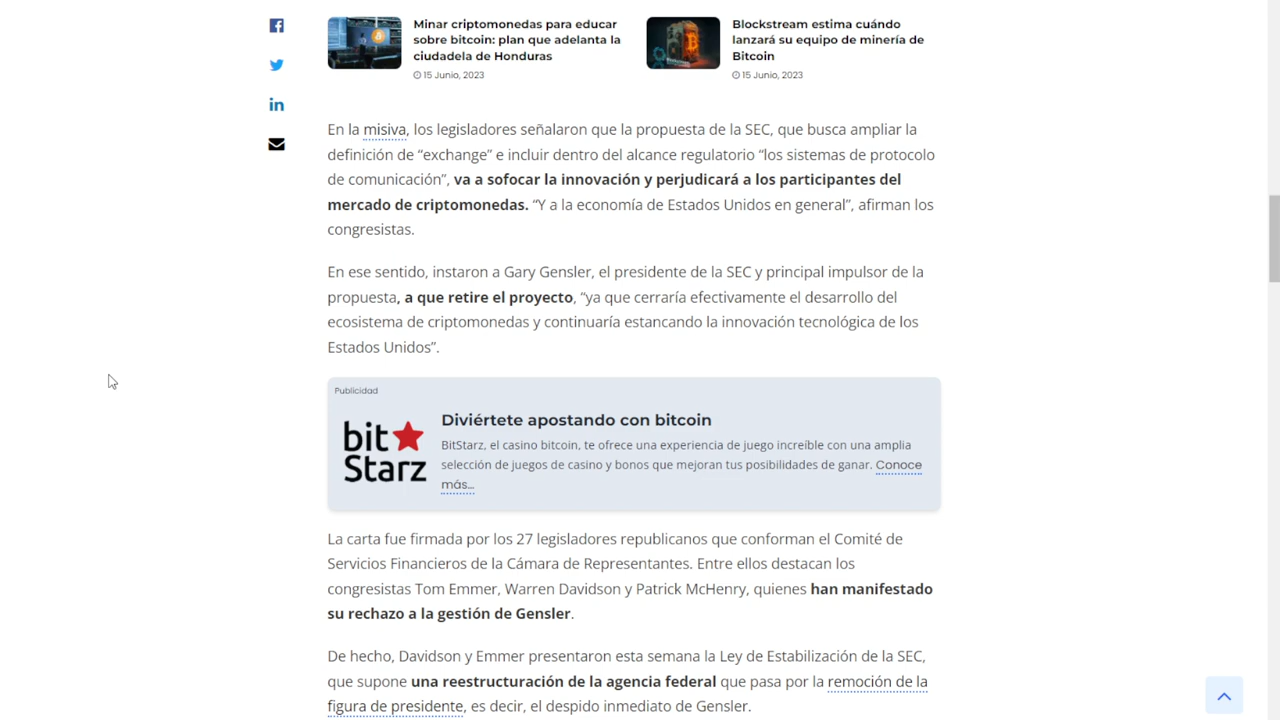 Minar criptomonedas para educar
sobre bitcoin: plan que adelanta la
ciudadela de Honduras
15 Junio, 2023
Blockstream estima cuándo
lanzará su equipo de minería de
Bitcoin
15 Junio, 2023
En la misiva, los legisladores señalaron que la propuesta de la SEC, que busca ampliar la
definición de “exchange” e incluir dentro del alcance regulatorio “los sistemas de protocolo
de comunicación”, va a sofocar la innovación y perjudicará a los participantes del
mercado de criptomonedas. “Y a la economía de Estados Unidos en general”, afirman los
congresistas.
En ese sentido, instaron a Gary Gensler, el presidente de la SEC y principal impulsor de la
propuesta, a que retire el proyecto, “ya que cerraría efectivamente el desarrollo del
ecosistema de criptomonedas y continuaría estancando la innovación tecnológica de los
Estados Unidos”.
Publicidad
bit
Starz
Diviértete apostando con bitcoin
BitStarz, el casino bitcoin, te ofrece una experiencia de juego increíble con una amplia
selección de juegos de casino y bonos que mejoran tus posibilidades de ganar. Conoce
más...
La carta fue firmada por los 27 legisladores republicanos que conforman el Comité de
Servicios Financieros de la Cámara de Representantes. Entre ellos destacan los
congresistas Tom Emmer, Warren Davidson y Patrick McHenry, quienes han manifestado
su rechazo a la gestión de Gensler.
De hecho, Davidson y Emmer presentaron esta semana la Ley de Estabilización de la SEC,
que supone una reestructuración de la agencia federal que pasa por la remoción de la
figura de presidente, es decir, el despido inmediato de Gensler.